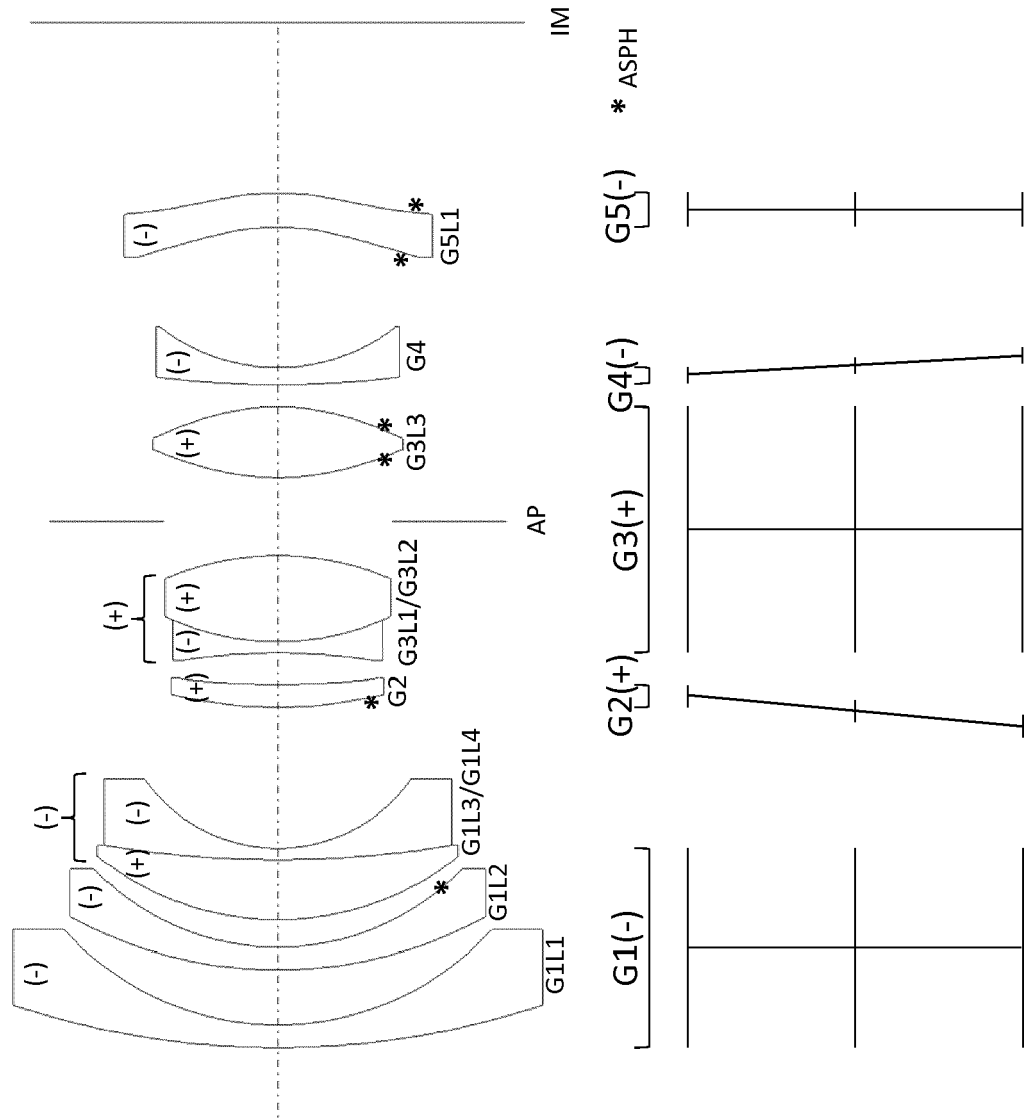 (-)
(-)
(-)
(+)
(+)
(-)
(-)
(-)
(+)
(-)
(+)
(+)
(+)
G2
G3L1/G3L2
G3L3
G4
G5L1
G1L3/G1L4
G1L2
G1L1
AP
IM
* * * * * *
* ASPH
G1(-)
G2(+)
G3(+)
G4(-)
G5(-)